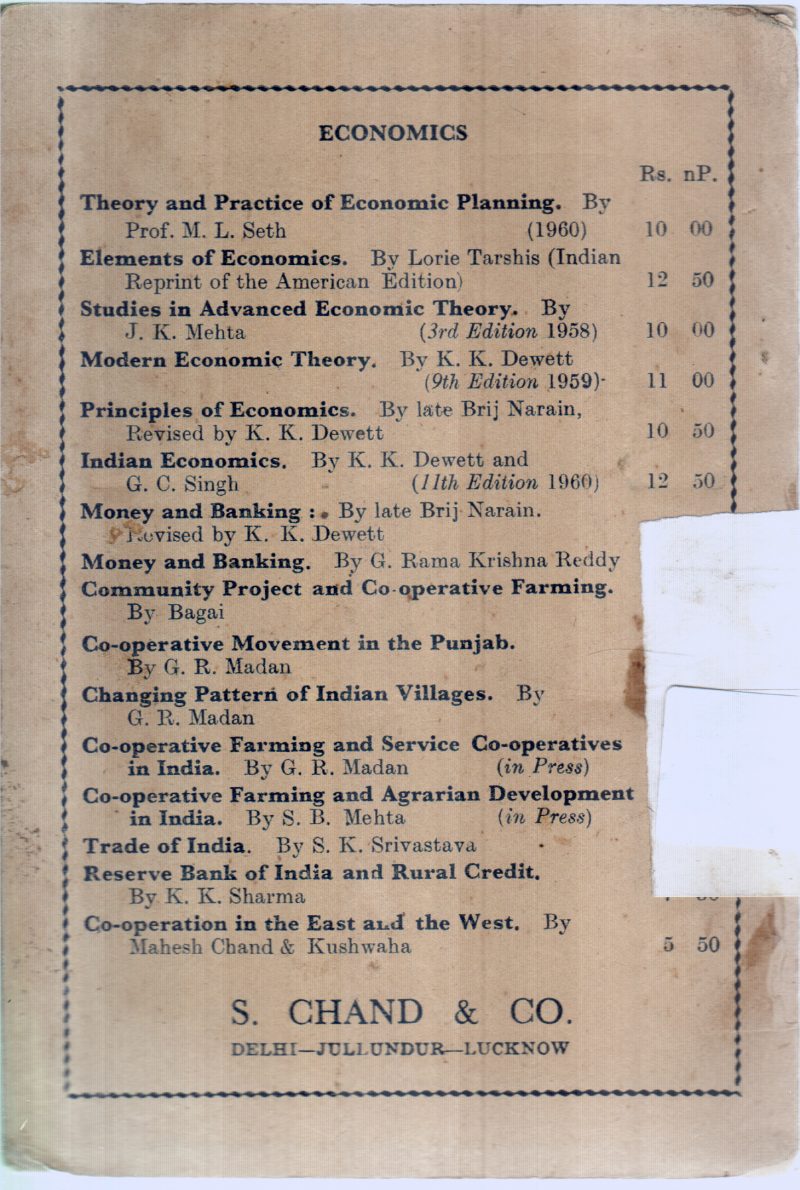 ECONOMICS
Rs. nP.
Theory and Practice of Economic Planning. By
Prof. M. L. Seth (1960) 10 00
Elements of Economics. By Lorie Tarshis (Indian
Reprint of the American Edition) 12 50
Studies in Advanced Economic Theory. By
J. K. Mehta (3rd Edition 1958) 10 00
Modern Economic Theory. By K. K. Dewett
(9th Edition 1959) 11 00
Principles of Economics. By late Brij Narain,
Revised by K. K. Dewett 10 50
Indian Economics. By K. K. Dewett and
G. C. Singh (11th Edition 1960) 12 50
Money and Banking : By late Brij Narain.
Revised by K. K. Dewett
Money and Banking. By G. Rama Krishna Reddy
Community Project and Co-operative Farming.
By Bagai
Co-operative Movement in the Punjab.
By G. R. Madan
Changing Pattern of Indian Villages. By
G. R. Madan
Co-operative Farming and Service Co-operatives
in India. By G. R. Madan (in Press)
Co-operative Farming and Agrarian Development
in India. By S. B. Mehta (in Press)
Trade of India. By S. K. Srivastava
Reserve Bank of India and Rural Credit.
By K. K. Sharma
Co-operation in the East and the West. By
Mahesh Chand & Kushwaha 5 50
S. CHAND & CO.
DELHI—JULLUNDUR—LUCKNOW